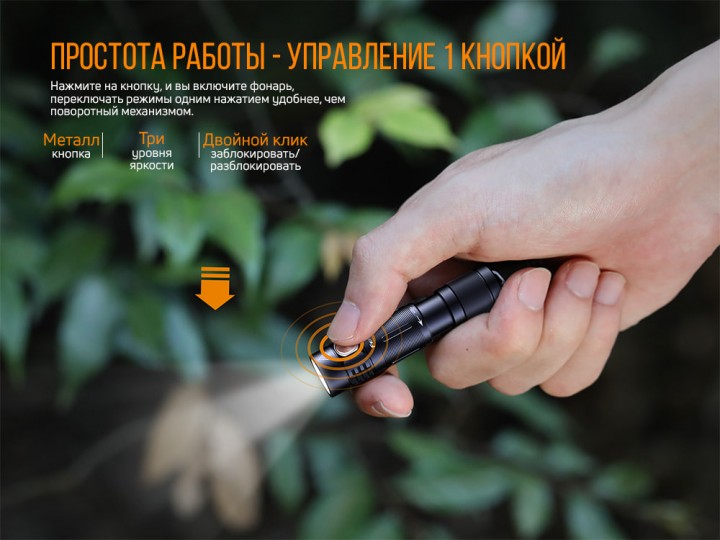 ПРОСТОТА РАБОТЫ - УПРАВЛЕНИЕ 1 КНОПКОЙ
Нажмите на кнопку, и вы включите фонарь,
переключать режимы одним нажатием удобнее, чем
поворотный механизмом.
Металл
кнопка
Три
уровня
яркости
Двойной клик
заблокировать/
разблокировать